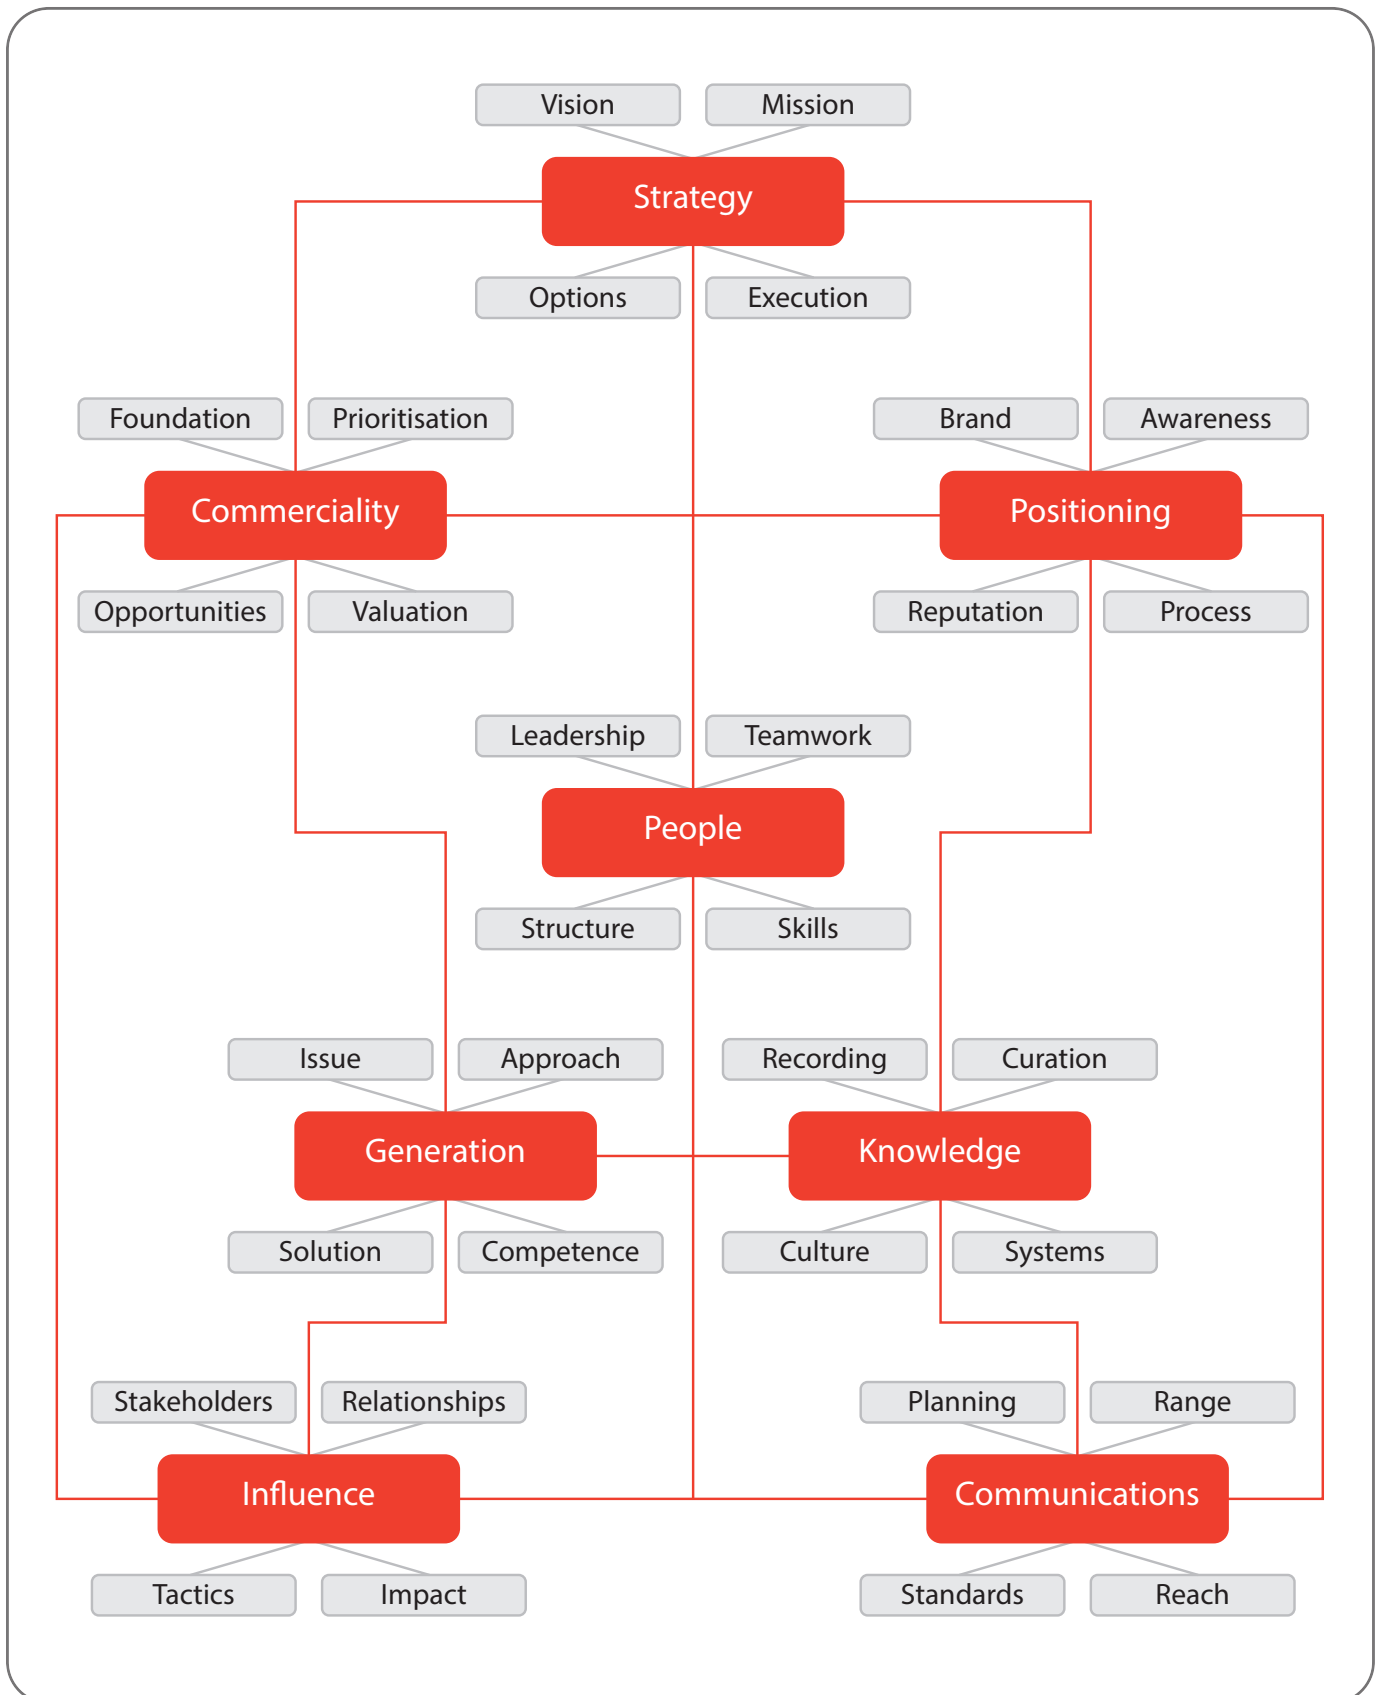 Vision Mission
Strategy
Options Execution
Foundation Prioritisation Brand Awareness
Commerciality Positioning
Opportunities Valuation Reputation Process
Leadership Teamwork
People
Structure Skills
Issue Approach Recording Curation
Generation Knowledge
Solution Competence Culture Systems
Stakeholders Relationships Planning Range
Influence Communications
Tactics Impact Standards Reach